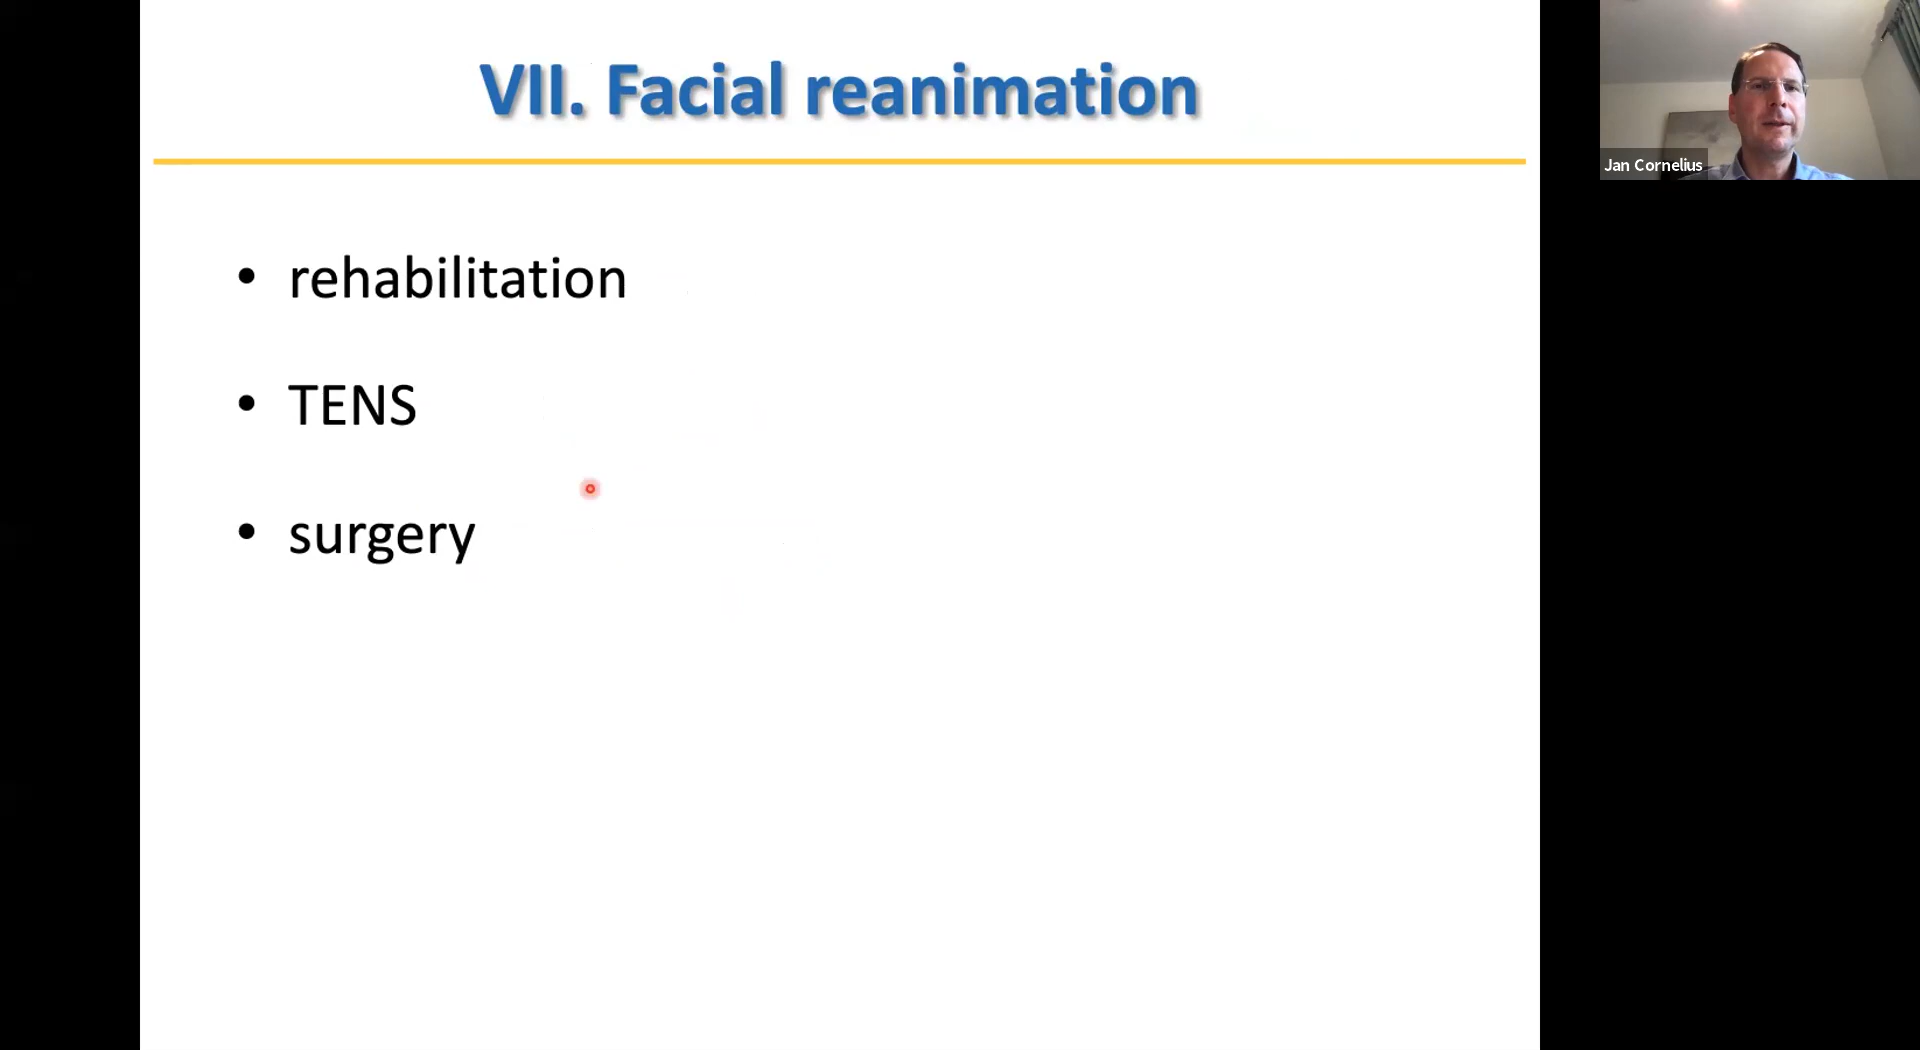 VII. Facial reanimation
• rehabilitation
• TENS
• surgery
Jan Cornelius